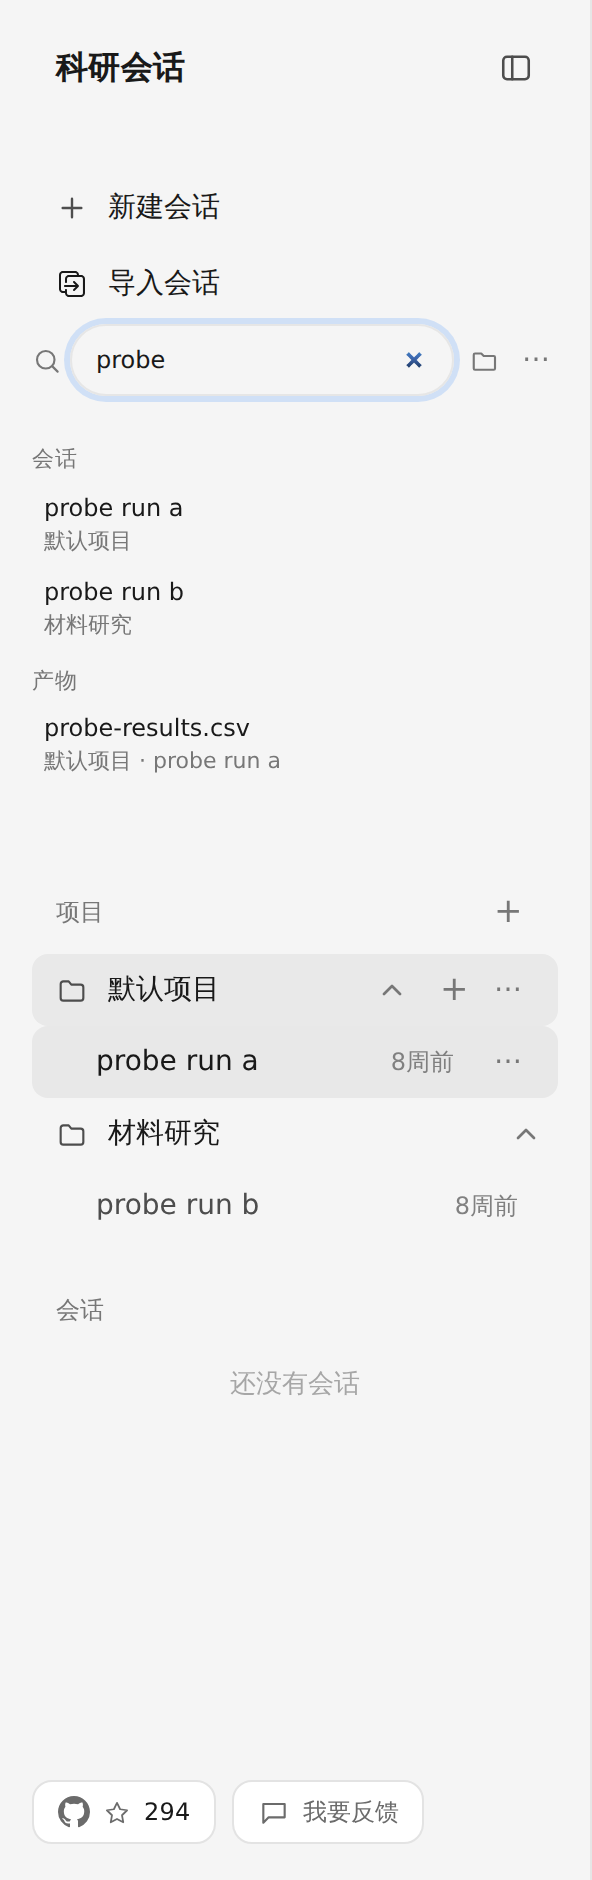 科研会话
新建会话
导入会话
probe
会话
probe run a
默认项目
probe run b
材料研究
产物
probe-results.csv
默认项目 · probe run a
项目
默认项目
probe run a 8周前
材料研究
probe run b 8周前
会话
还没有会话
294 我要反馈